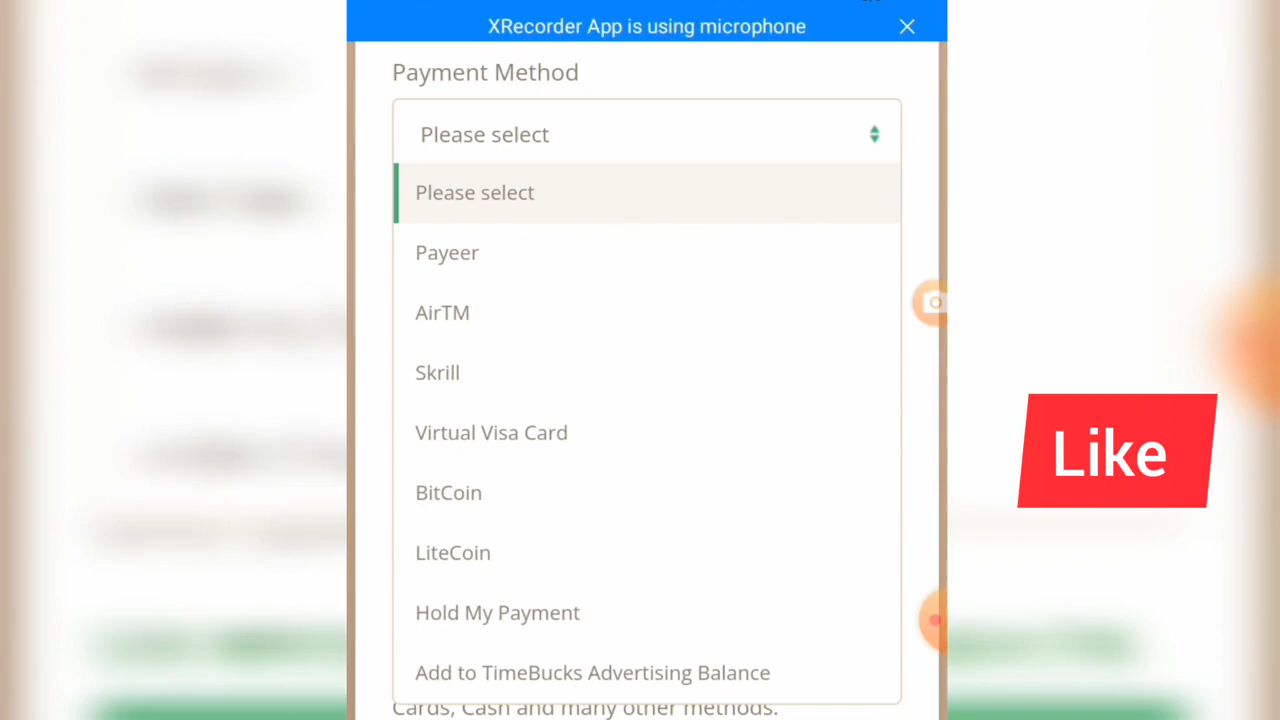 XRecorder App is using microphone
Payment Method
Please select
Please select
Payeer
AirTM
Skrill
Virtual Visa Card
BitCoin
LiteCoin
Hold My Payment
Add to TimeBucks Advertising Balance
Cards, Cash and many other methods.
Like